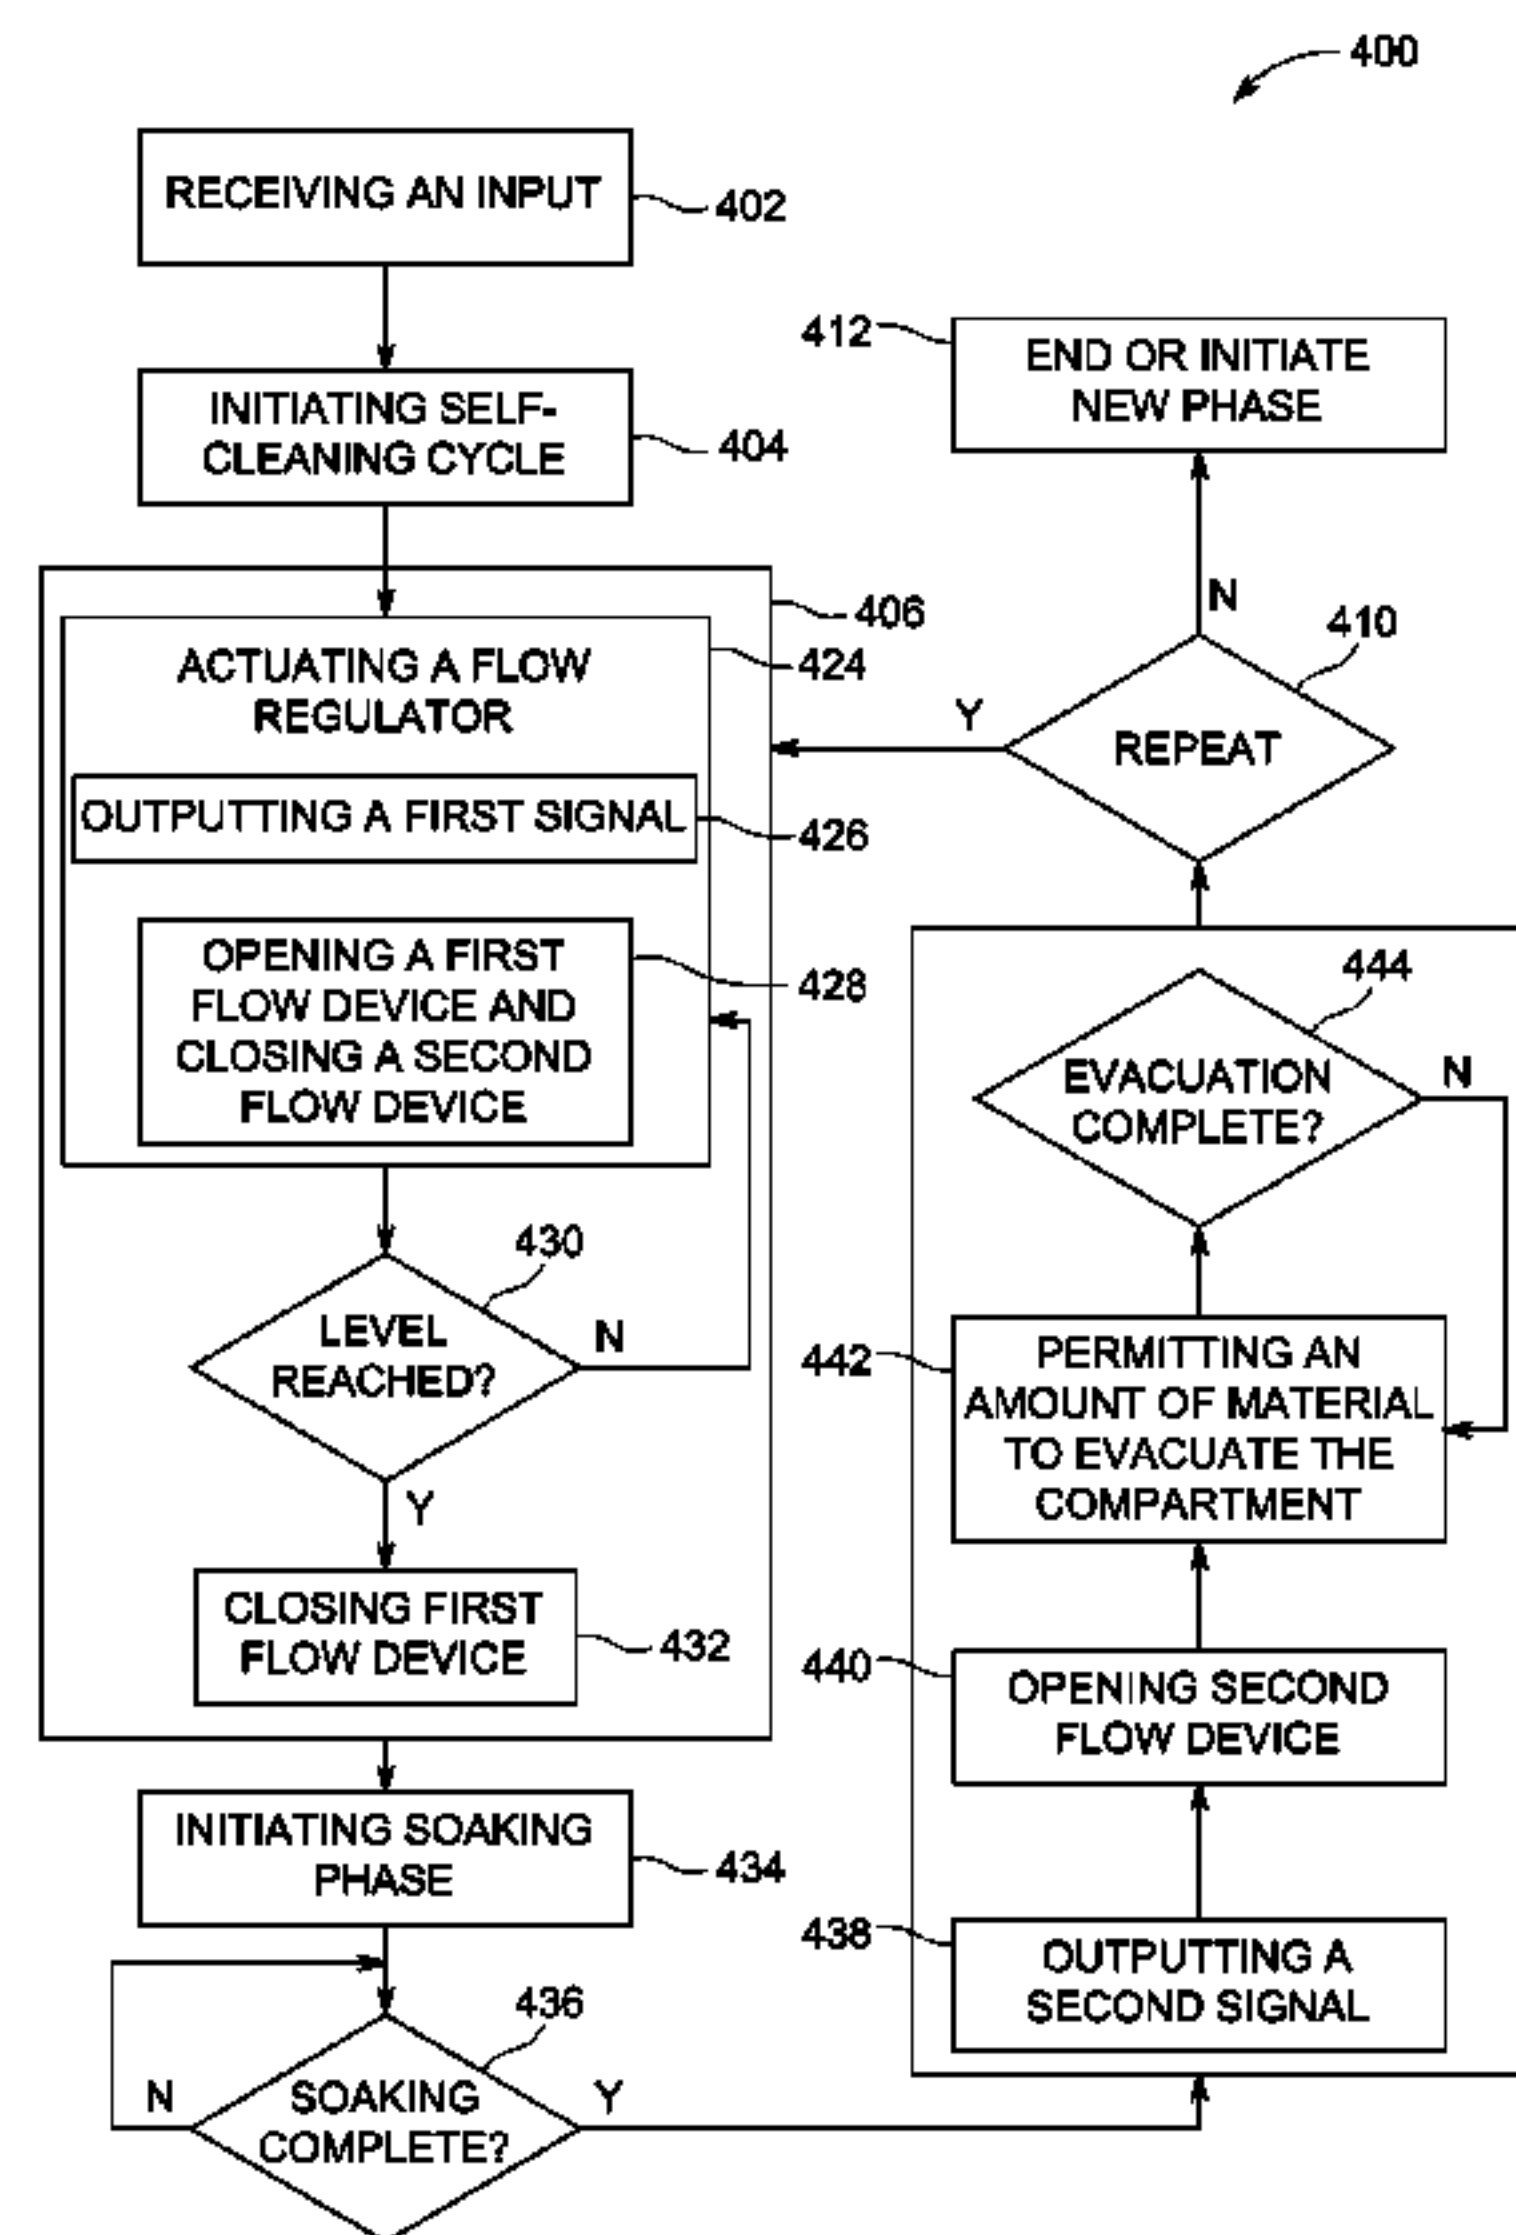 400
RECEIVING AN INPUT
402
INITIATING SELF-
CLEANING CYCLE
404
406
ACTUATING A FLOW
REGULATOR
424
OUTPUTTING A FIRST SIGNAL
426
OPENING A FIRST
FLOW DEVICE AND
CLOSING A SECOND
FLOW DEVICE
428
430
LEVEL
REACHED?
N
Y
CLOSING FIRST
FLOW DEVICE
432
INITIATING SOAKING
PHASE
434
436
SOAKING
COMPLETE?
N
Y
412
END OR INITIATE
NEW PHASE
N
410
Y
REPEAT
444
EVACUATION
COMPLETE?
N
442
PERMITTING AN
AMOUNT OF MATERIAL
TO EVACUATE THE
COMPARTMENT
440
OPENING SECOND
FLOW DEVICE
438
OUTPUTTING A
SECOND SIGNAL